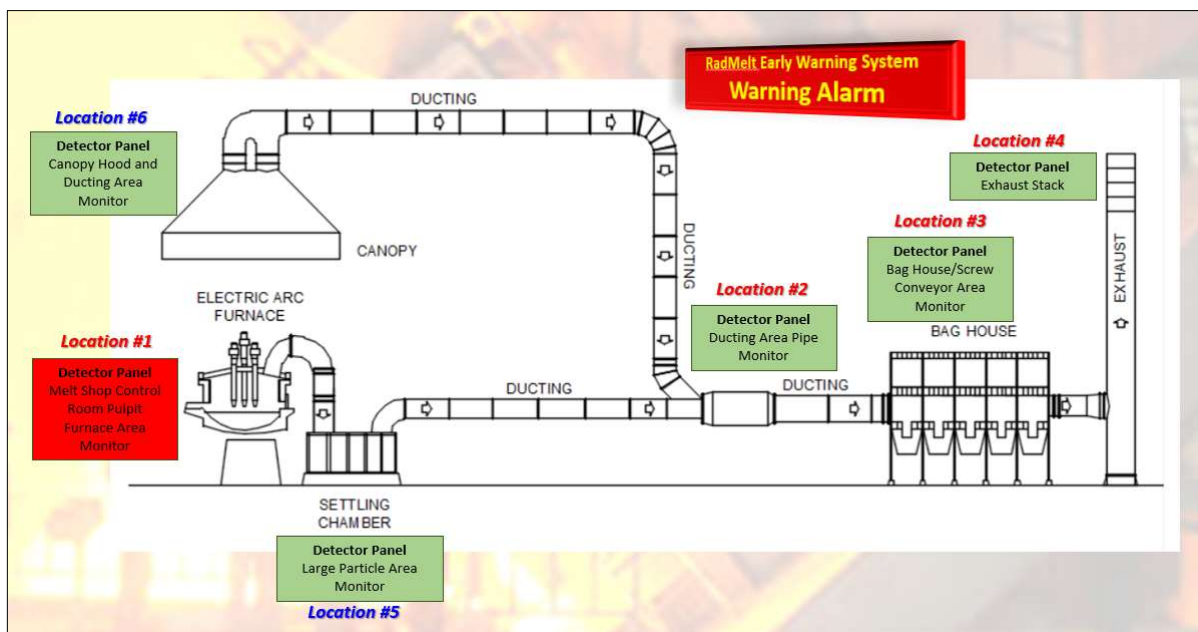 RadMelt Early Warning System
Warning Alarm
DUCTING
Location #6
Detector Panel
Canopy Hood and
Ducting Area
Monitor
CANOPY
DUCTING
Location #4
Detector Panel
Exhaust Stack
Location #3
Detector Panel
Bag House/Screw
Conveyor Area
Monitor
BAG HOUSE
EXHAUST
Location #2
Detector Panel
Ducting Area Pipe
Monitor
DUCTING
ELECTRIC ARC
FURNACE
Location #1
Detector Panel
Melt Shop Control
Room Pulpit
Furnace Area
Monitor
DUCTING
SETTLING
CHAMBER
Detector Panel
Large Particle Area
Monitor
Location #5